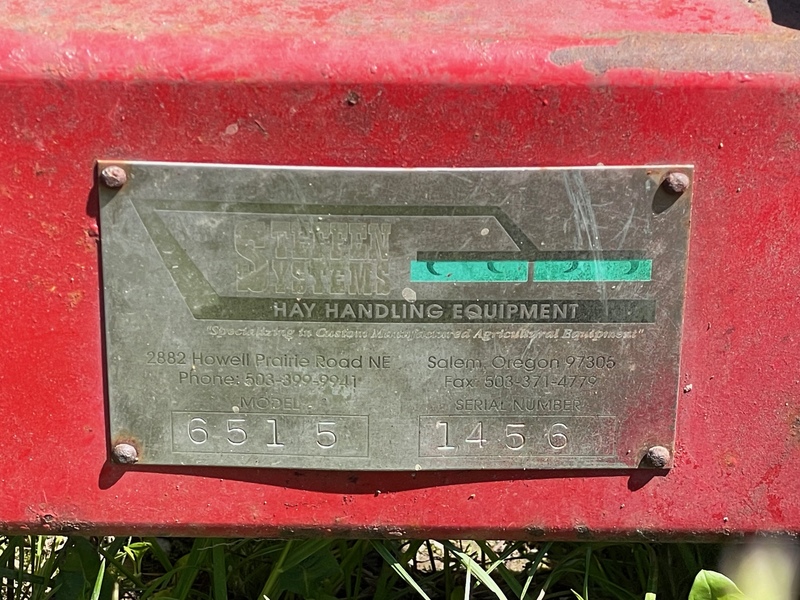 STEFFEN
SYSTEMS
HAY HANDLING EQUIPMENT
"Specializing in Custom Manufactured Agricultural Equipment"
2882 Howell Prairie Road NE Salem, Oregon 97305
Phone: 503-399-9941 Fax: 503-371-4779
MODEL SERIAL NUMBER
6515 1456